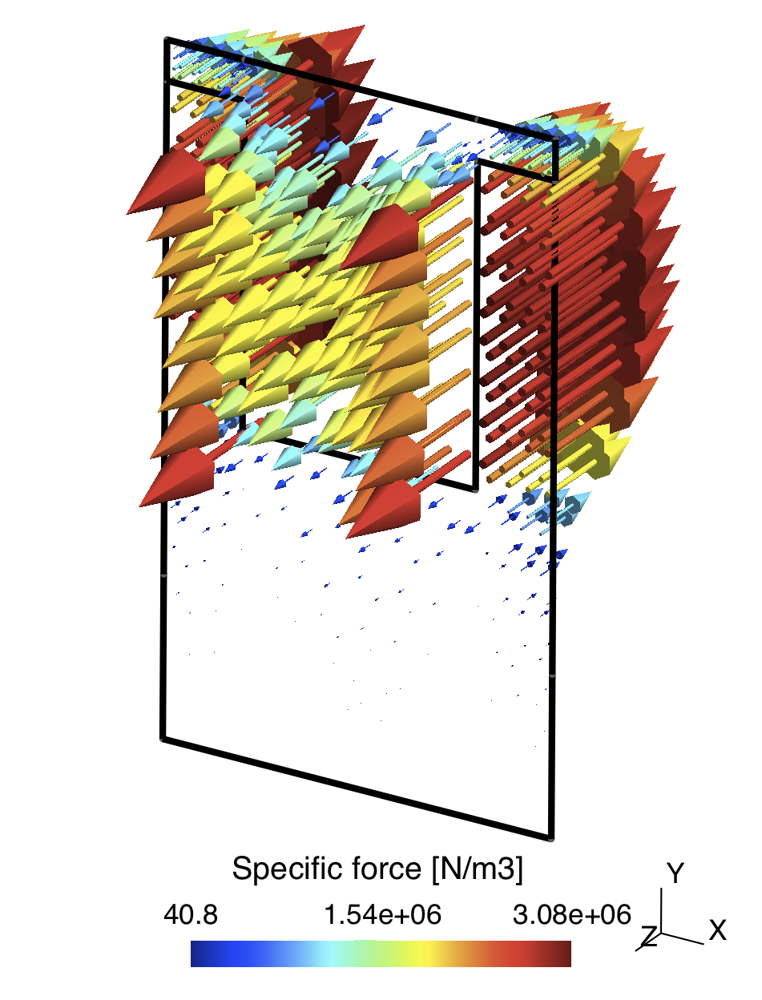 Specific force [N/m3]
40.8 1.54e+06 3.08e+06
Y
Z X